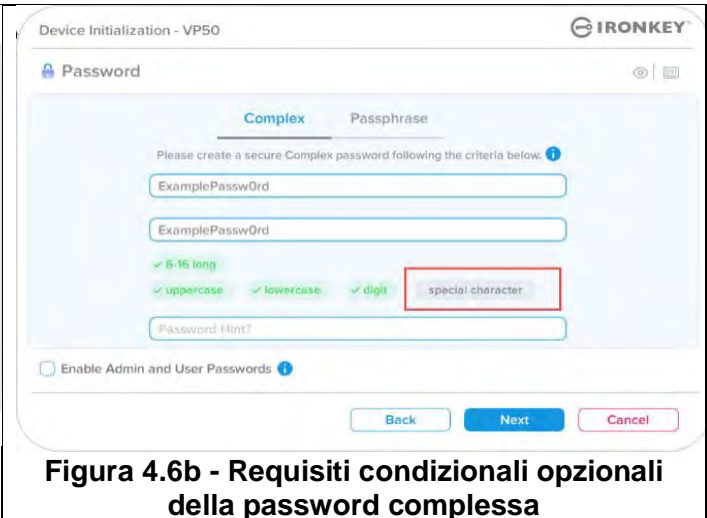 Device Initialization - VP50
IRONKEY
Password
Complex Passphrase
Please create a secure Complex password following the criteria below.
ExamplePassw0rd
ExamplePassw0rd
✓ 6-16 long
✓ uppercase ✓ lowercase ✓ digit special character
Password Hint?
Enable Admin and User Passwords
Back Next Cancel
Figura 4.6b - Requisiti condizionali opzionali
della password complessa